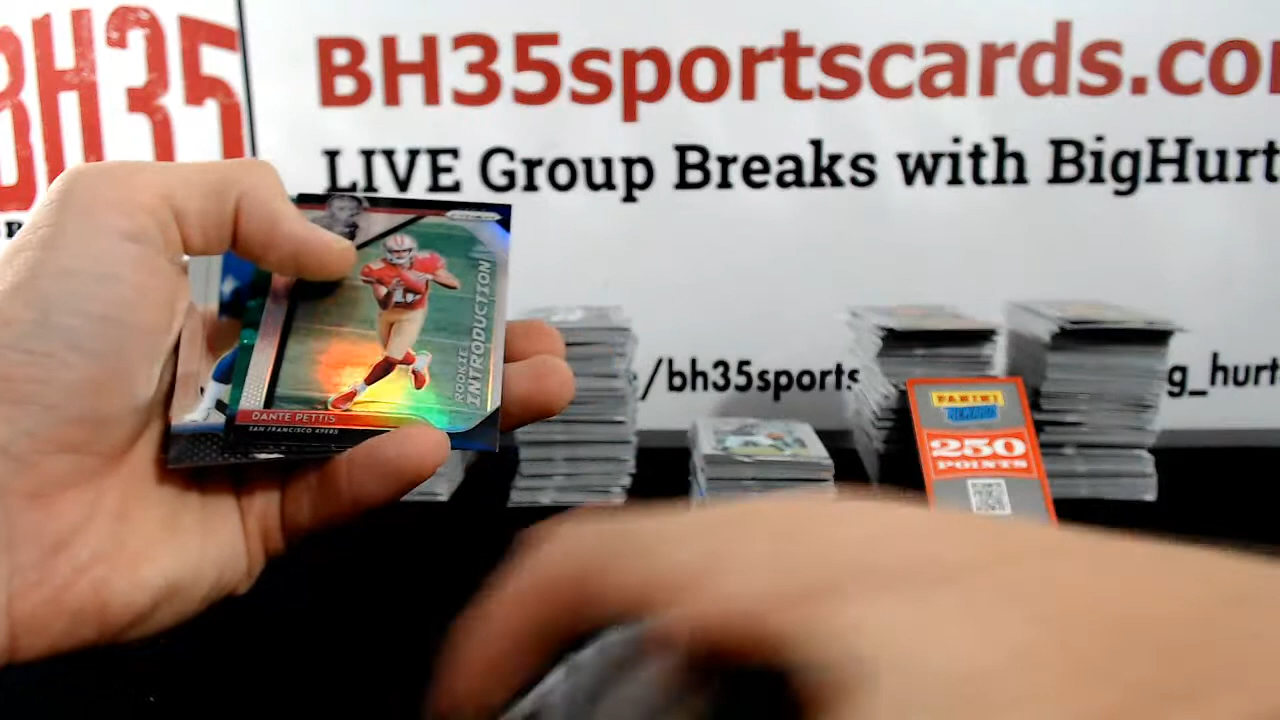 BH35
BH35sportscards.co
LIVE Group Breaks with BigHurt
/bh35sports
g_hurt
PRIZM
ROOKIE
INTRODUCTION
DANTE PETTIS
SAN FRANCISCO 49ERS
PANINI
REWARDS
250
POINTS